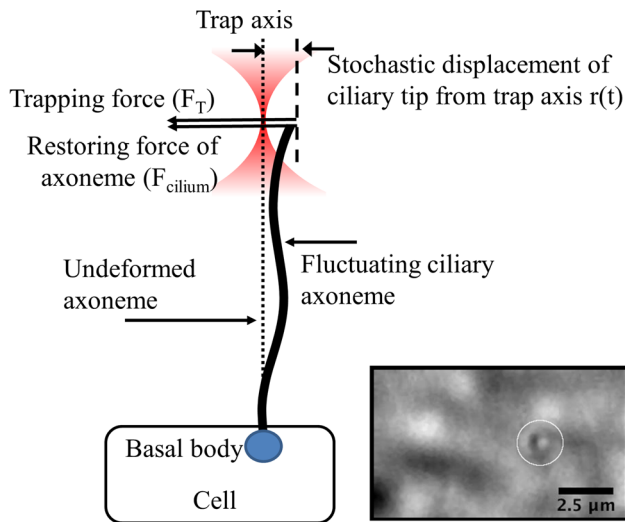 Trap axis
Stochastic displacement of
ciliary tip from trap axis r(t)
Trapping force (F_T)
Restoring force of
axoneme (F_cilium)
Undeformed
axoneme
Fluctuating ciliary
axoneme
Basal body
Cell
2.5 μm